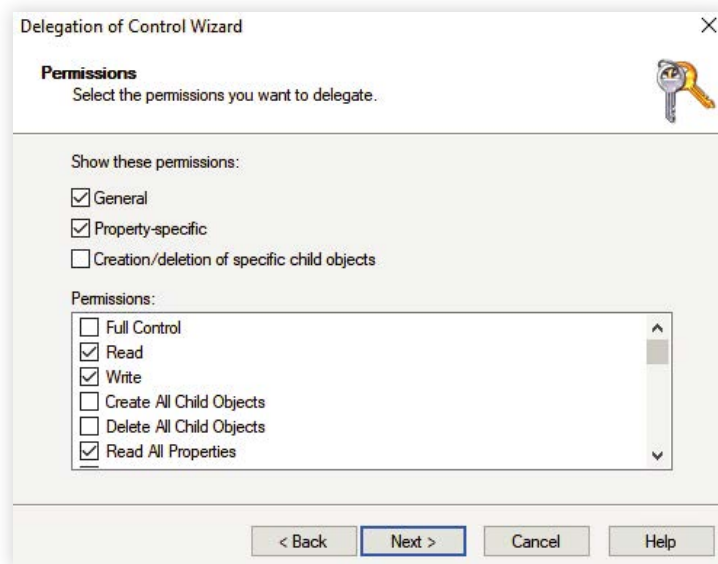 Delegation of Control Wizard
Permissions
Select the permissions you want to delegate.
Show these permissions:
General
Property-specific
Creation/deletion of specific child objects
Permissions:
Full Control
Read
Write
Create All Child Objects
Delete All Child Objects
Read All Properties
< Back Next > Cancel Help